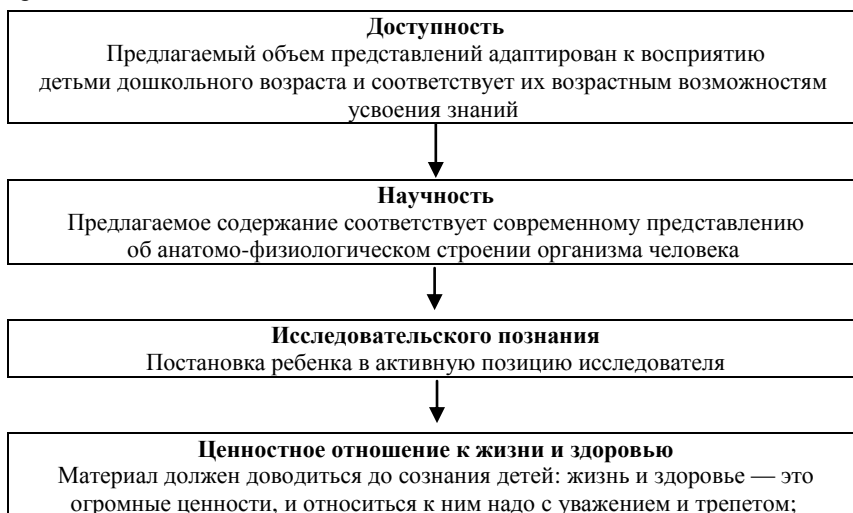 Доступность
Предлагаемый объем представлений адаптирован к восприятию
детьми дошкольного возраста и соответствует их возрастным возможностям
усвоения знаний
Научность
Предлагаемое содержание соответствует современному представлению
об анатомо-физиологическом строении организма человека
Исследовательского познания
Постановка ребенка в активную позицию исследователя
Ценностное отношение к жизни и здоровью
Материал должен доводиться до сознания детей: жизнь и здоровье — это
огромные ценности, и относиться к ним надо с уважением и трепетом;